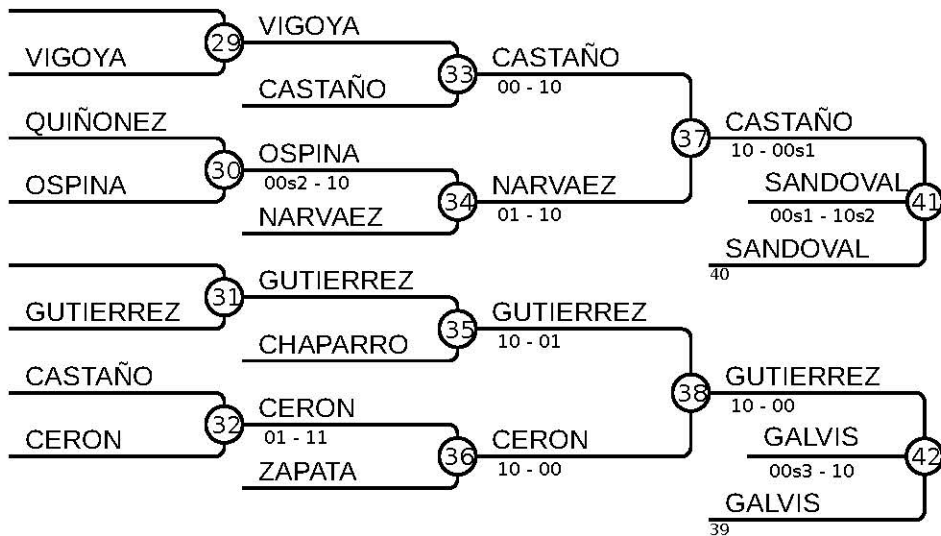 VIGOYA
29
VIGOYA
CASTAÑO
33
CASTAÑO
00 - 10
QUIÑONEZ
OSPINA
30
OSPINA
00s2 - 10
NARVAEZ
34
NARVAEZ
01 - 10
37
CASTAÑO
10 - 00s1
SANDOVAL
00s1 - 10s2
41
SANDOVAL
40
GUTIERREZ
31
GUTIERREZ
CHAPARRO
35
GUTIERREZ
10 - 01
CASTAÑO
CERON
32
CERON
01 - 11
ZAPATA
36
CERON
10 - 00
38
GUTIERREZ
10 - 00
GALVIS
00s3 - 10
42
GALVIS
39